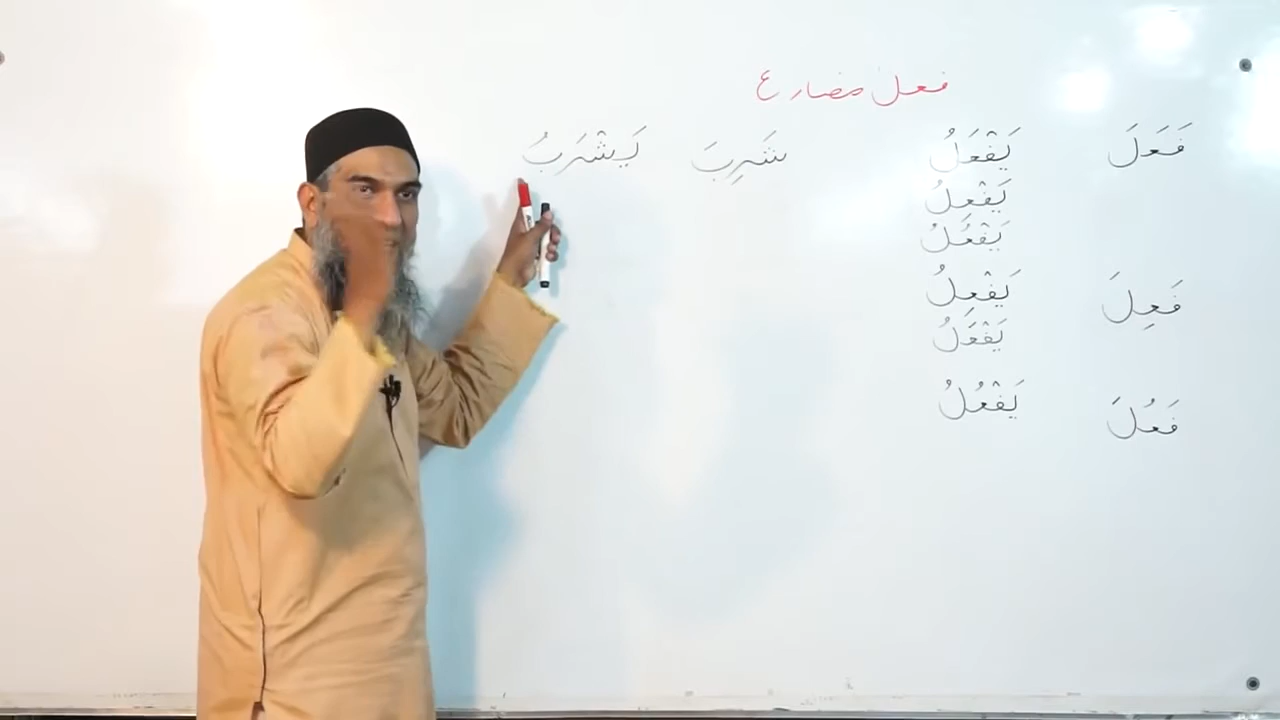 فعل مضارع
فَعَلَ يَفْعَلُ شَرِبَ يَشْرَبُ
يَفْعِلُ
يَفْعُلُ
فَعِلَ يَفْعِلُ
يَفْعَلُ
فَعُلَ يَفْعُلُ